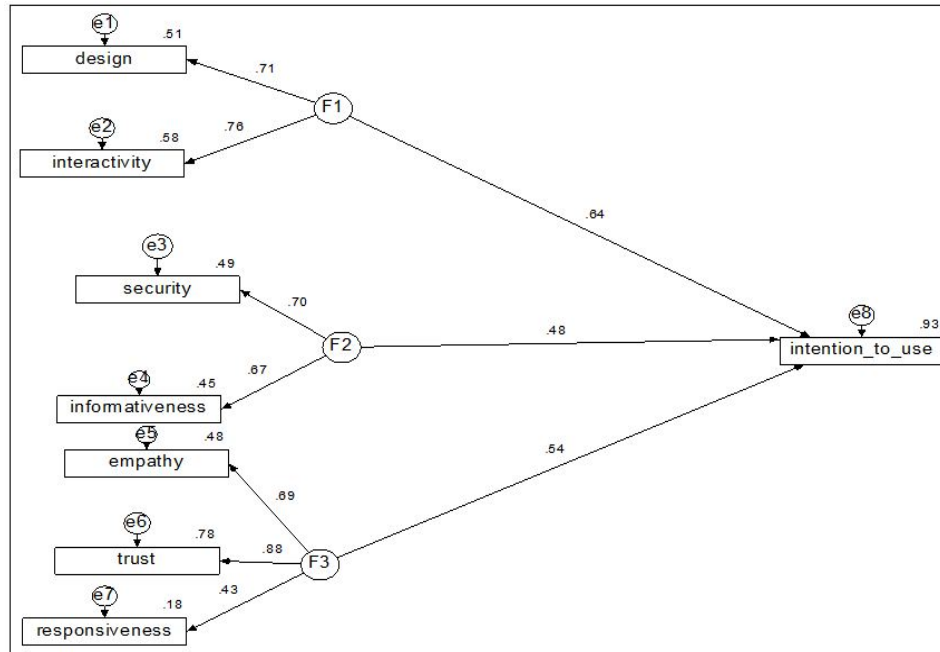 e1
.51
design
.71
F1
e2
.58
.76
interactivity
.64
e3
.49
security
.70
e8
.93
F2
.48
intention_to_use
e4
.45
.67
informativeness
e5
.48
empathy
.54
.69
e6
.78
.88
trust
F3
e7
.18
.43
responsiveness